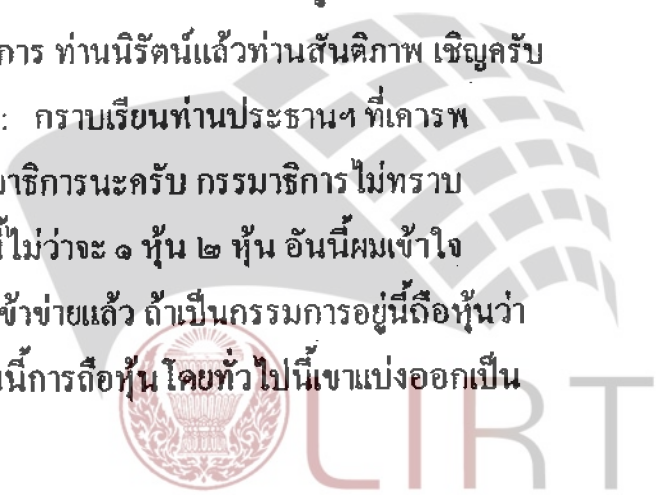 การ ท่านนิรัตน์แล้วท่านสันติภาพ เชิญครับ
: กราบเรียนท่านประธานฯ ที่เคารพ
าธิการนะครับ กรรมาธิการไม่ทราบ
นี้ไม่ว่าจะ ๑ หุ้น ๒ หุ้น อันนี้ผมเข้าใจ
ข้าข่ายแล้ว ถ้าเป็นกรรมการอยู่นี้ถือหุ้นว่า
นนี้การถือหุ้นโดยทั่วไปนี้เขาแบ่งออกเป็น
LIRT